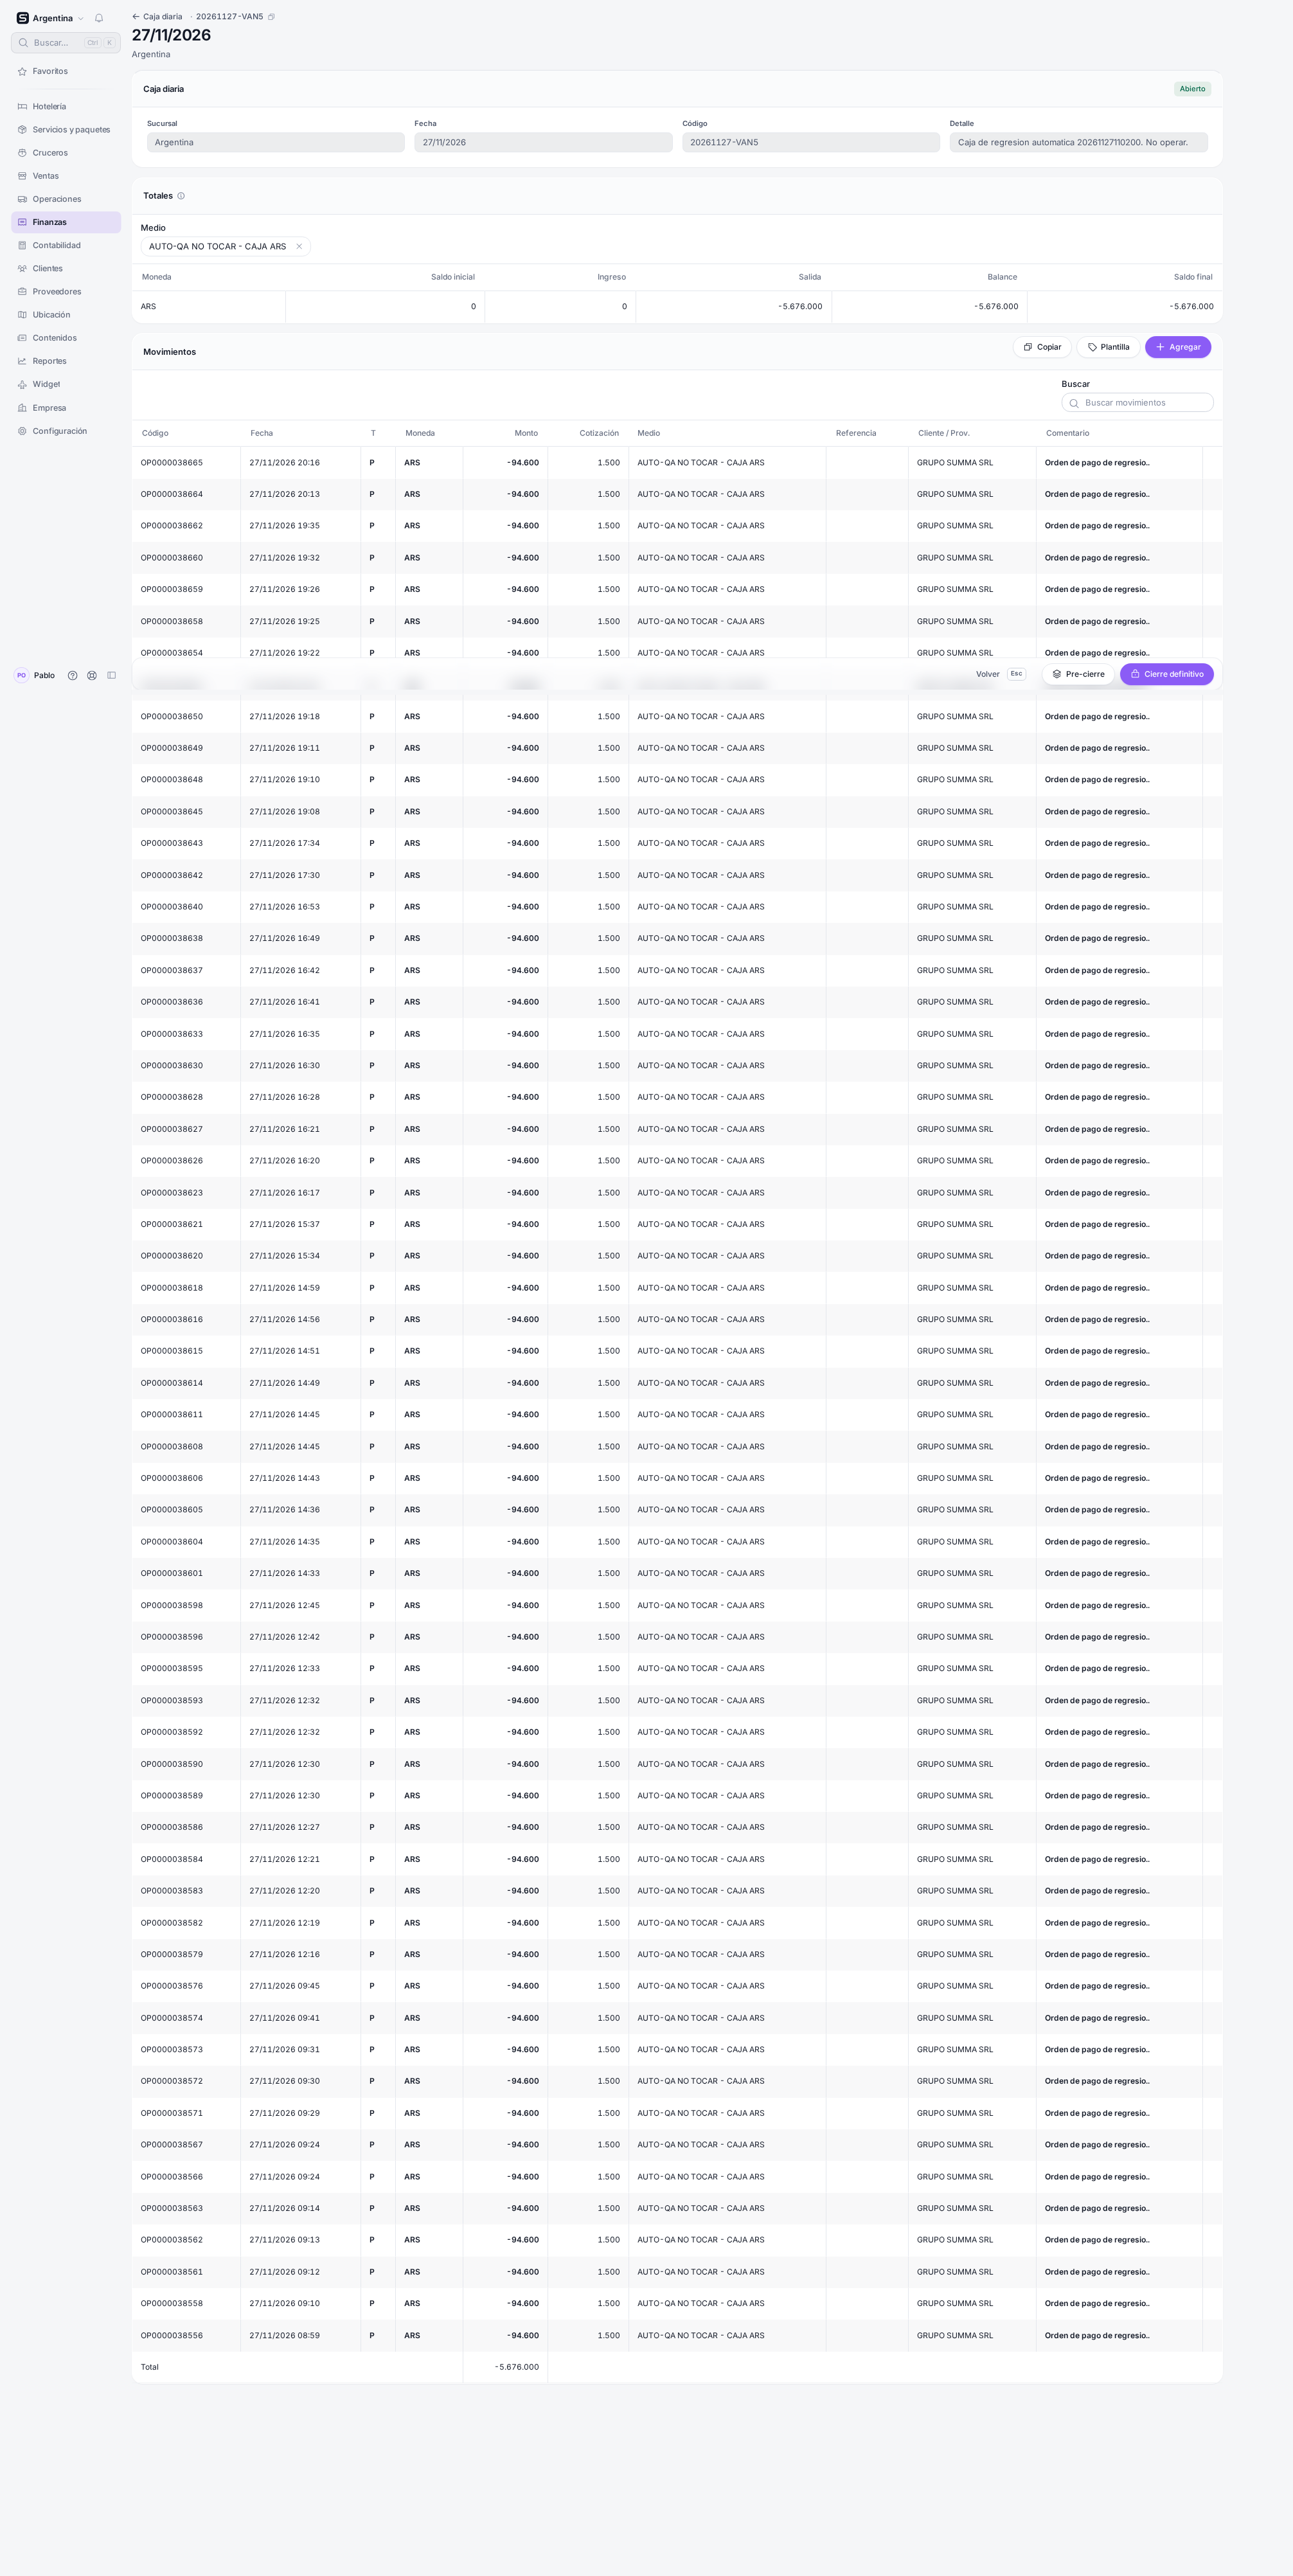 Argentina
Buscar... Ctrl K
Favoritos
Hotelería
Servicios y paquetes
Cruceros
Ventas
Operaciones
Finanzas
Contabilidad
Clientes
Proveedores
Ubicación
Contenidos
Reportes
Widget
Empresa
Configuración
PO Pablo
Caja diaria · 20261127-VAN5
27/11/2026
Argentina
Caja diaria Abierto
Sucursal Fecha Código Detalle
Argentina 27/11/2026 20261127-VAN5 Caja de regresion automatica 20261127110200. No operar.
Totales
Medio
AUTO-QA NO TOCAR - CAJA ARS
Moneda Saldo inicial Ingreso Salida Balance Saldo final
ARS 0 0 -5.676.000 -5.676.000 -5.676.000
Movimientos Copiar Plantilla Agregar
Buscar
Buscar movimientos
Código Fecha T Moneda Monto Cotización Medio Referencia Cliente / Prov. Comentario
OP0000038665 27/11/2026 20:16 P ARS -94.600 1.500 AUTO-QA NO TOCAR - CAJA ARS GRUPO SUMMA SRL Orden de pago de regresio..
OP0000038664 27/11/2026 20:13 P ARS -94.600 1.500 AUTO-QA NO TOCAR - CAJA ARS GRUPO SUMMA SRL Orden de pago de regresio..
OP0000038662 27/11/2026 19:35 P ARS -94.600 1.500 AUTO-QA NO TOCAR - CAJA ARS GRUPO SUMMA SRL Orden de pago de regresio..
OP0000038660 27/11/2026 19:32 P ARS -94.600 1.500 AUTO-QA NO TOCAR - CAJA ARS GRUPO SUMMA SRL Orden de pago de regresio..
OP0000038659 27/11/2026 19:26 P ARS -94.600 1.500 AUTO-QA NO TOCAR - CAJA ARS GRUPO SUMMA SRL Orden de pago de regresio..
OP0000038658 27/11/2026 19:25 P ARS -94.600 1.500 AUTO-QA NO TOCAR - CAJA ARS GRUPO SUMMA SRL Orden de pago de regresio..
OP0000038654 27/11/2026 19:22 P ARS -94.600 1.500 AUTO-QA NO TOCAR - CAJA ARS GRUPO SUMMA SRL Orden de pago de regresio..
Volver Esc Pre-cierre Cierre definitivo
OP0000038650 27/11/2026 19:18 P ARS -94.600 1.500 AUTO-QA NO TOCAR - CAJA ARS GRUPO SUMMA SRL Orden de pago de regresio..
OP0000038649 27/11/2026 19:11 P ARS -94.600 1.500 AUTO-QA NO TOCAR - CAJA ARS GRUPO SUMMA SRL Orden de pago de regresio..
OP0000038648 27/11/2026 19:10 P ARS -94.600 1.500 AUTO-QA NO TOCAR - CAJA ARS GRUPO SUMMA SRL Orden de pago de regresio..
OP0000038645 27/11/2026 19:08 P ARS -94.600 1.500 AUTO-QA NO TOCAR - CAJA ARS GRUPO SUMMA SRL Orden de pago de regresio..
OP0000038643 27/11/2026 17:34 P ARS -94.600 1.500 AUTO-QA NO TOCAR - CAJA ARS GRUPO SUMMA SRL Orden de pago de regresio..
OP0000038642 27/11/2026 17:30 P ARS -94.600 1.500 AUTO-QA NO TOCAR - CAJA ARS GRUPO SUMMA SRL Orden de pago de regresio..
OP0000038640 27/11/2026 16:53 P ARS -94.600 1.500 AUTO-QA NO TOCAR - CAJA ARS GRUPO SUMMA SRL Orden de pago de regresio..
OP0000038638 27/11/2026 16:49 P ARS -94.600 1.500 AUTO-QA NO TOCAR - CAJA ARS GRUPO SUMMA SRL Orden de pago de regresio..
OP0000038637 27/11/2026 16:42 P ARS -94.600 1.500 AUTO-QA NO TOCAR - CAJA ARS GRUPO SUMMA SRL Orden de pago de regresio..
OP0000038636 27/11/2026 16:41 P ARS -94.600 1.500 AUTO-QA NO TOCAR - CAJA ARS GRUPO SUMMA SRL Orden de pago de regresio..
OP0000038633 27/11/2026 16:35 P ARS -94.600 1.500 AUTO-QA NO TOCAR - CAJA ARS GRUPO SUMMA SRL Orden de pago de regresio..
OP0000038630 27/11/2026 16:30 P ARS -94.600 1.500 AUTO-QA NO TOCAR - CAJA ARS GRUPO SUMMA SRL Orden de pago de regresio..
OP0000038628 27/11/2026 16:28 P ARS -94.600 1.500 AUTO-QA NO TOCAR - CAJA ARS GRUPO SUMMA SRL Orden de pago de regresio..
OP0000038627 27/11/2026 16:21 P ARS -94.600 1.500 AUTO-QA NO TOCAR - CAJA ARS GRUPO SUMMA SRL Orden de pago de regresio..
OP0000038626 27/11/2026 16:20 P ARS -94.600 1.500 AUTO-QA NO TOCAR - CAJA ARS GRUPO SUMMA SRL Orden de pago de regresio..
OP0000038623 27/11/2026 16:17 P ARS -94.600 1.500 AUTO-QA NO TOCAR - CAJA ARS GRUPO SUMMA SRL Orden de pago de regresio..
OP0000038621 27/11/2026 15:37 P ARS -94.600 1.500 AUTO-QA NO TOCAR - CAJA ARS GRUPO SUMMA SRL Orden de pago de regresio..
OP0000038620 27/11/2026 15:34 P ARS -94.600 1.500 AUTO-QA NO TOCAR - CAJA ARS GRUPO SUMMA SRL Orden de pago de regresio..
OP0000038618 27/11/2026 14:59 P ARS -94.600 1.500 AUTO-QA NO TOCAR - CAJA ARS GRUPO SUMMA SRL Orden de pago de regresio..
OP0000038616 27/11/2026 14:56 P ARS -94.600 1.500 AUTO-QA NO TOCAR - CAJA ARS GRUPO SUMMA SRL Orden de pago de regresio..
OP0000038615 27/11/2026 14:51 P ARS -94.600 1.500 AUTO-QA NO TOCAR - CAJA ARS GRUPO SUMMA SRL Orden de pago de regresio..
OP0000038614 27/11/2026 14:49 P ARS -94.600 1.500 AUTO-QA NO TOCAR - CAJA ARS GRUPO SUMMA SRL Orden de pago de regresio..
OP0000038611 27/11/2026 14:45 P ARS -94.600 1.500 AUTO-QA NO TOCAR - CAJA ARS GRUPO SUMMA SRL Orden de pago de regresio..
OP0000038608 27/11/2026 14:45 P ARS -94.600 1.500 AUTO-QA NO TOCAR - CAJA ARS GRUPO SUMMA SRL Orden de pago de regresio..
OP0000038606 27/11/2026 14:43 P ARS -94.600 1.500 AUTO-QA NO TOCAR - CAJA ARS GRUPO SUMMA SRL Orden de pago de regresio..
OP0000038605 27/11/2026 14:36 P ARS -94.600 1.500 AUTO-QA NO TOCAR - CAJA ARS GRUPO SUMMA SRL Orden de pago de regresio..
OP0000038604 27/11/2026 14:35 P ARS -94.600 1.500 AUTO-QA NO TOCAR - CAJA ARS GRUPO SUMMA SRL Orden de pago de regresio..
OP0000038601 27/11/2026 14:33 P ARS -94.600 1.500 AUTO-QA NO TOCAR - CAJA ARS GRUPO SUMMA SRL Orden de pago de regresio..
OP0000038598 27/11/2026 12:45 P ARS -94.600 1.500 AUTO-QA NO TOCAR - CAJA ARS GRUPO SUMMA SRL Orden de pago de regresio..
OP0000038596 27/11/2026 12:42 P ARS -94.600 1.500 AUTO-QA NO TOCAR - CAJA ARS GRUPO SUMMA SRL Orden de pago de regresio..
OP0000038595 27/11/2026 12:33 P ARS -94.600 1.500 AUTO-QA NO TOCAR - CAJA ARS GRUPO SUMMA SRL Orden de pago de regresio..
OP0000038593 27/11/2026 12:32 P ARS -94.600 1.500 AUTO-QA NO TOCAR - CAJA ARS GRUPO SUMMA SRL Orden de pago de regresio..
OP0000038592 27/11/2026 12:32 P ARS -94.600 1.500 AUTO-QA NO TOCAR - CAJA ARS GRUPO SUMMA SRL Orden de pago de regresio..
OP0000038590 27/11/2026 12:30 P ARS -94.600 1.500 AUTO-QA NO TOCAR - CAJA ARS GRUPO SUMMA SRL Orden de pago de regresio..
OP0000038589 27/11/2026 12:30 P ARS -94.600 1.500 AUTO-QA NO TOCAR - CAJA ARS GRUPO SUMMA SRL Orden de pago de regresio..
OP0000038586 27/11/2026 12:27 P ARS -94.600 1.500 AUTO-QA NO TOCAR - CAJA ARS GRUPO SUMMA SRL Orden de pago de regresio..
OP0000038584 27/11/2026 12:21 P ARS -94.600 1.500 AUTO-QA NO TOCAR - CAJA ARS GRUPO SUMMA SRL Orden de pago de regresio..
OP0000038583 27/11/2026 12:20 P ARS -94.600 1.500 AUTO-QA NO TOCAR - CAJA ARS GRUPO SUMMA SRL Orden de pago de regresio..
OP0000038582 27/11/2026 12:19 P ARS -94.600 1.500 AUTO-QA NO TOCAR - CAJA ARS GRUPO SUMMA SRL Orden de pago de regresio..
OP0000038579 27/11/2026 12:16 P ARS -94.600 1.500 AUTO-QA NO TOCAR - CAJA ARS GRUPO SUMMA SRL Orden de pago de regresio..
OP0000038576 27/11/2026 09:45 P ARS -94.600 1.500 AUTO-QA NO TOCAR - CAJA ARS GRUPO SUMMA SRL Orden de pago de regresio..
OP0000038574 27/11/2026 09:41 P ARS -94.600 1.500 AUTO-QA NO TOCAR - CAJA ARS GRUPO SUMMA SRL Orden de pago de regresio..
OP0000038573 27/11/2026 09:31 P ARS -94.600 1.500 AUTO-QA NO TOCAR - CAJA ARS GRUPO SUMMA SRL Orden de pago de regresio..
OP0000038572 27/11/2026 09:30 P ARS -94.600 1.500 AUTO-QA NO TOCAR - CAJA ARS GRUPO SUMMA SRL Orden de pago de regresio..
OP0000038571 27/11/2026 09:29 P ARS -94.600 1.500 AUTO-QA NO TOCAR - CAJA ARS GRUPO SUMMA SRL Orden de pago de regresio..
OP0000038567 27/11/2026 09:24 P ARS -94.600 1.500 AUTO-QA NO TOCAR - CAJA ARS GRUPO SUMMA SRL Orden de pago de regresio..
OP0000038566 27/11/2026 09:24 P ARS -94.600 1.500 AUTO-QA NO TOCAR - CAJA ARS GRUPO SUMMA SRL Orden de pago de regresio..
OP0000038563 27/11/2026 09:14 P ARS -94.600 1.500 AUTO-QA NO TOCAR - CAJA ARS GRUPO SUMMA SRL Orden de pago de regresio..
OP0000038562 27/11/2026 09:13 P ARS -94.600 1.500 AUTO-QA NO TOCAR - CAJA ARS GRUPO SUMMA SRL Orden de pago de regresio..
OP0000038561 27/11/2026 09:12 P ARS -94.600 1.500 AUTO-QA NO TOCAR - CAJA ARS GRUPO SUMMA SRL Orden de pago de regresio..
OP0000038558 27/11/2026 09:10 P ARS -94.600 1.500 AUTO-QA NO TOCAR - CAJA ARS GRUPO SUMMA SRL Orden de pago de regresio..
OP0000038556 27/11/2026 08:59 P ARS -94.600 1.500 AUTO-QA NO TOCAR - CAJA ARS GRUPO SUMMA SRL Orden de pago de regresio..
Total -5.676.000